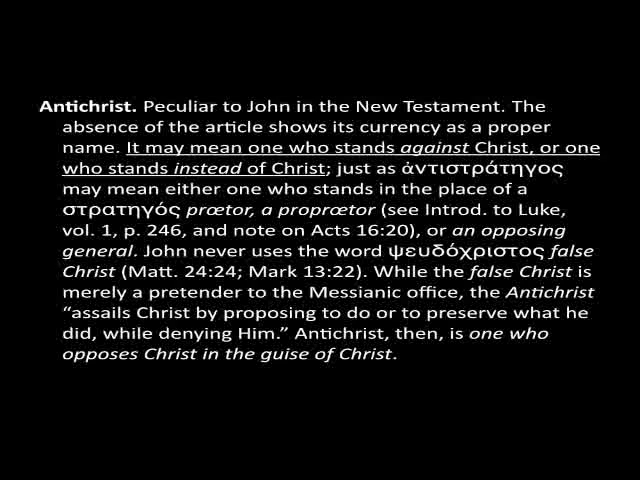 Antichrist. Peculiar to John in the New Testament. The
absence of the article shows its currency as a proper
name. It may mean one who stands against Christ, or one
who stands instead of Christ; just as ἀντιστράτηγος
may mean either one who stands in the place of a
στρατηγός prætor, a proprætor (see Introd. to Luke,
vol. 1, p. 246, and note on Acts 16:20), or an opposing
general. John never uses the word ψευδόχριστος false
Christ (Matt. 24:24; Mark 13:22). While the false Christ is
merely a pretender to the Messianic office, the Antichrist
“assails Christ by proposing to do or to preserve what he
did, while denying Him.” Antichrist, then, is one who
opposes Christ in the guise of Christ.